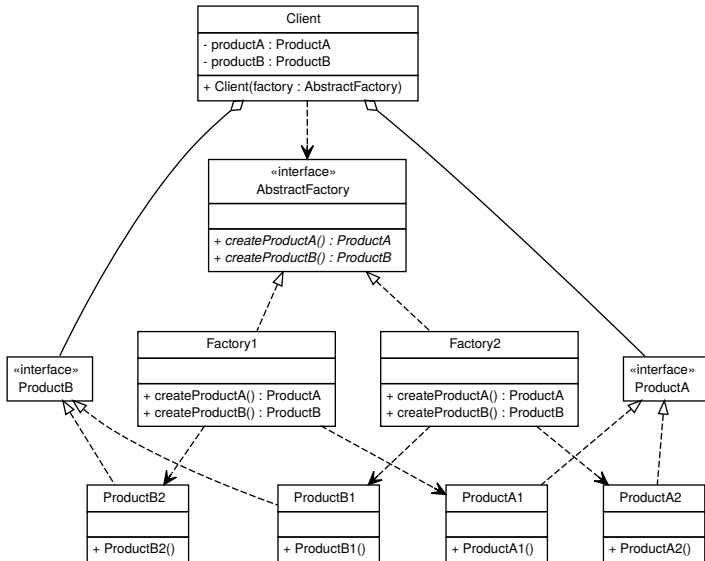 Client
- productA : ProductA
- productB : ProductB
+ Client(factory : AbstractFactory)
«interface»
AbstractFactory
+ createProductA() : ProductA
+ createProductB() : ProductB
Factory1
+ createProductA() : ProductA
+ createProductB() : ProductB
Factory2
+ createProductA() : ProductA
+ createProductB() : ProductB
«interface»
ProductB
«interface»
ProductA
ProductB2
+ ProductB2()
ProductB1
+ ProductB1()
ProductA1
+ ProductA1()
ProductA2
+ ProductA2()